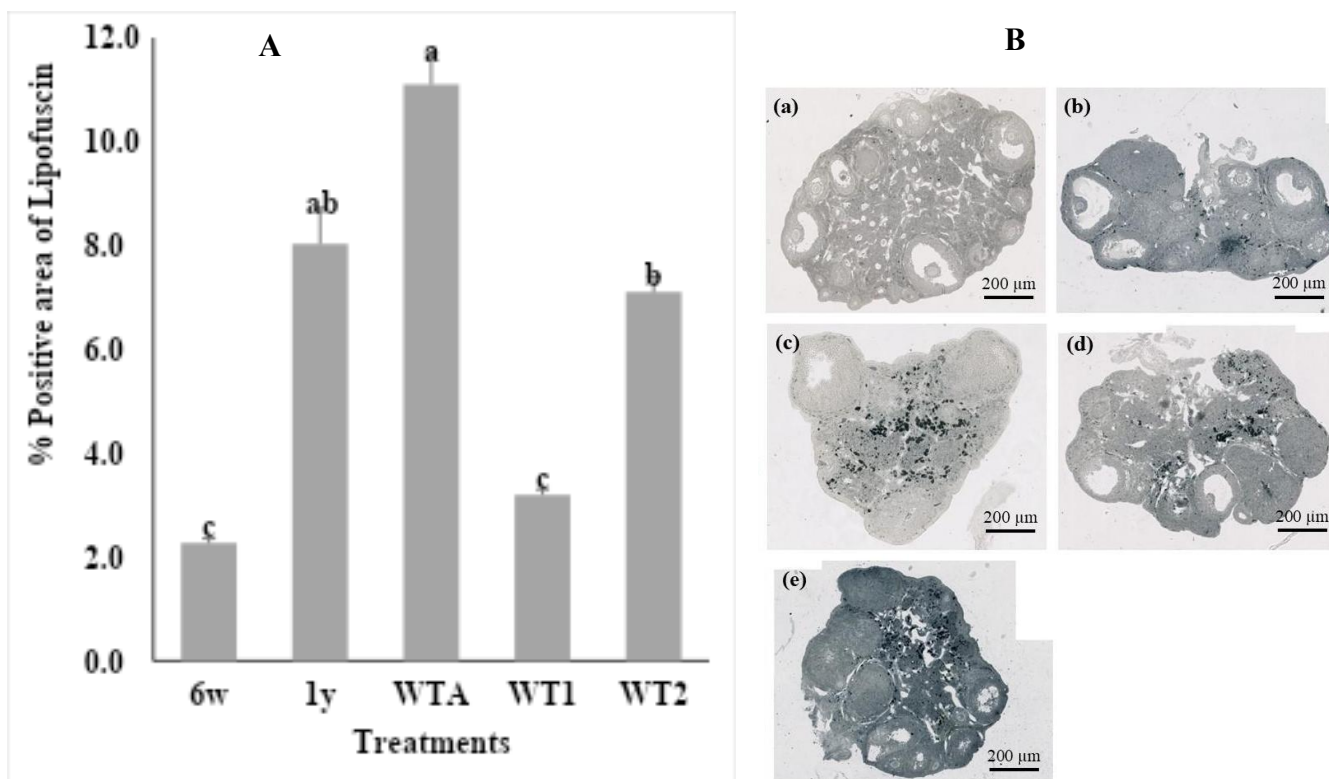 A
% Positive area of Lipofuscin
12.0
10.0
8.0
6.0
4.0
2.0
0.0
c
ab
a
c
b
6w 1y WTA WT1 WT2
Treatments
B
(a)
200 µm
(b)
200 µm
(c)
200 µm
(d)
200 µm
(e)
200 µm